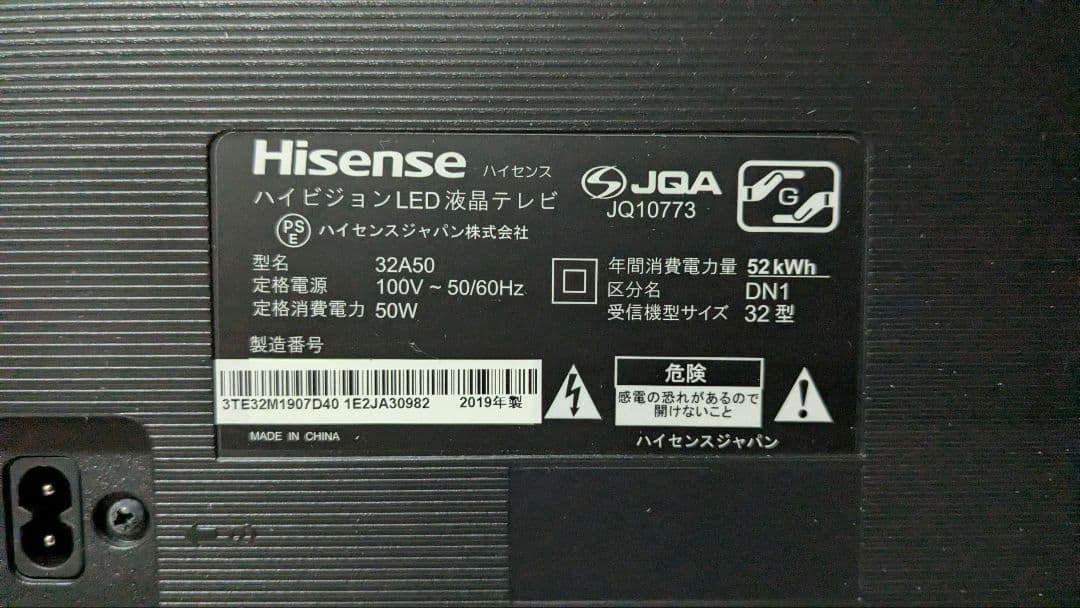 Hisense ハイセンス
ハイビジョンLED液晶テレビ
PS
E ハイセンスジャパン株式会社
JQA
JQ10773
G
型名 32A50
定格電源 100V ~ 50/60Hz
定格消費電力 50W
年間消費電力量 52kWh
区分名 DN1
受信機型サイズ 32型
製造番号
3TE32M1907D40 1E2JA30982 2019年製
MADE IN CHINA
危険
感電の恐れがあるので
開けないこと
ハイセンスジャパン